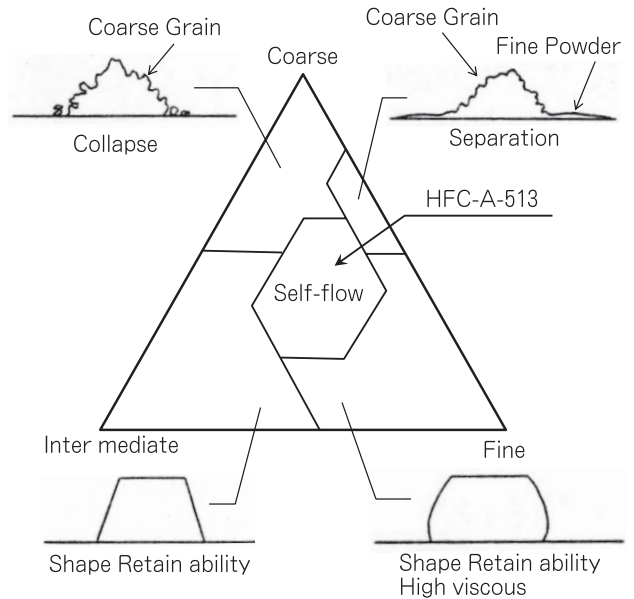 Coarse Grain
Collapse
Coarse
Coarse Grain
Fine Powder
Separation
HFC-A-513
Self-flow
Inter mediate
Fine
Shape Retain ability
Shape Retain ability
High viscous